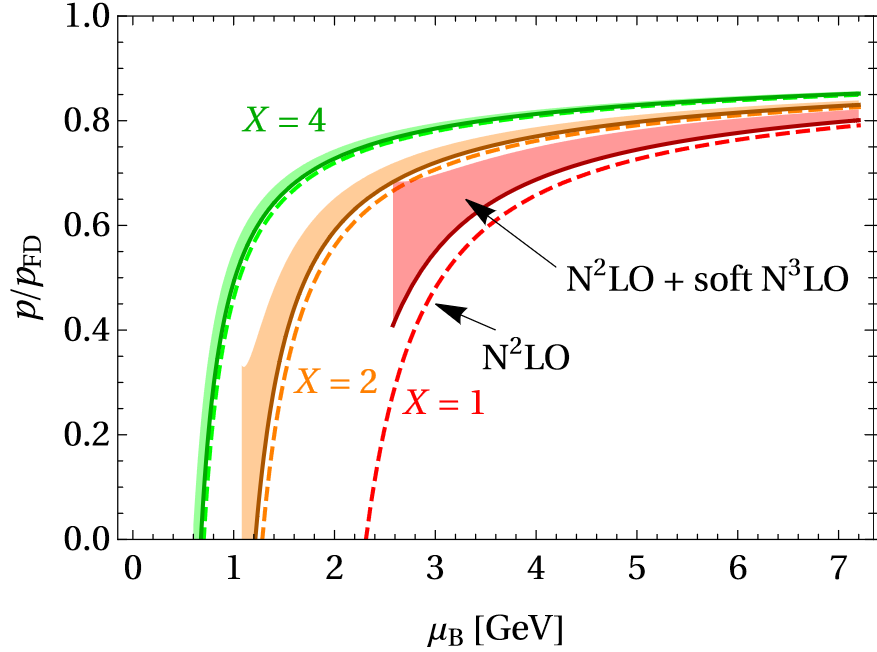 1.0
0.8
0.6
0.4
0.2
0.0
p/p_FD
X = 4
X = 2
X = 1
N²LO + soft N³LO
N²LO
0 1 2 3 4 5 6 7
μ_B [GeV]